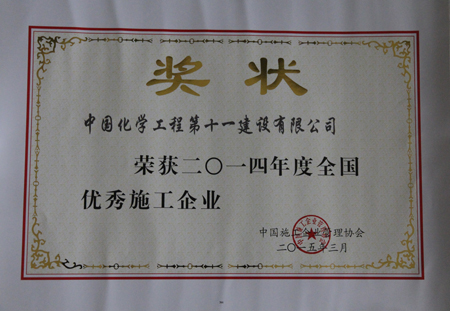 奖状
中国化学工程第十一建设有限公司
荣获二〇一四年度全国
优秀施工企业
中国施工企业管理协会
二〇一五年三月